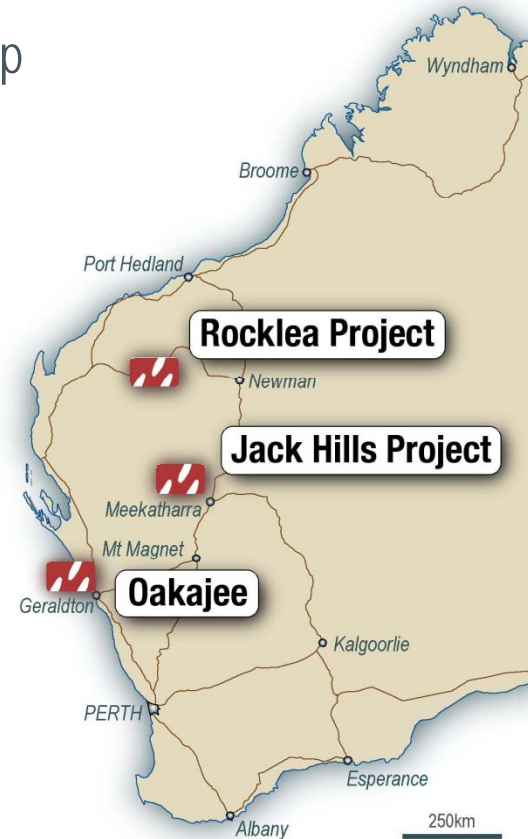 p
Wyndham
Broome
Port Hedland
Rocklea Project
Newman
Jack Hills Project
Meekatharra
Mt Magnet
Oakajee
Geraldton
Kalgoorlie
PERTH
Esperance
250km
Albany